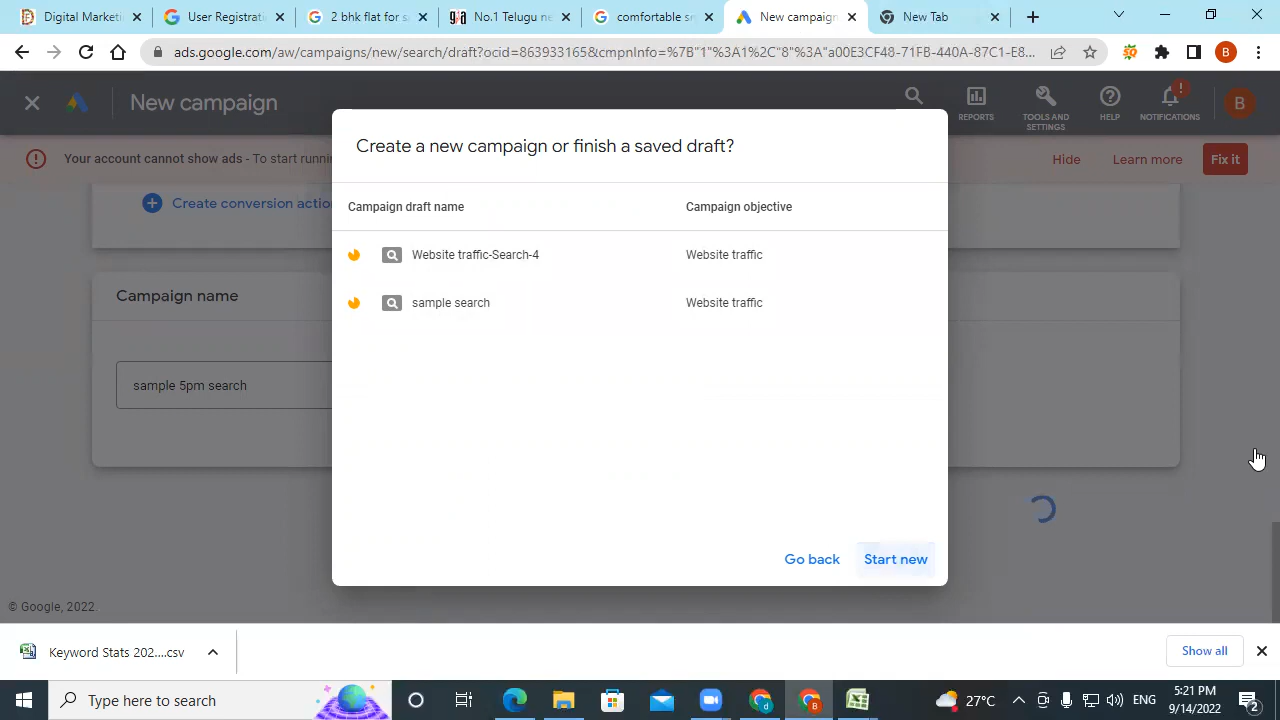 Digital Marketi
User Registrati
2 bhk flat for s
No.1 Telugu ne
comfortable sn
New campaign
New Tab
ads.google.com/aw/campaigns/new/search/draft?ocid=863933165&cmpnInfo=%7B"1"%3A1%2C"8"%3A"a00E3CF48-71FB-440A-87C1-E8...
B
New campaign
REPORTS
TOOLS AND SETTINGS
HELP
NOTIFICATIONS
!
B
Your account cannot show ads - To start runnin
Hide
Learn more
Fix it
Create a new campaign or finish a saved draft?
Create conversion actio
Campaign draft name
Campaign objective
Website traffic-Search-4
Website traffic
sample search
Website traffic
Campaign name
sample 5pm search
Go back
Start new
© Google, 2022.
Keyword Stats 202....csv
Show all
Type here to search
27°C
ENG
5:21 PM
9/14/2022
2